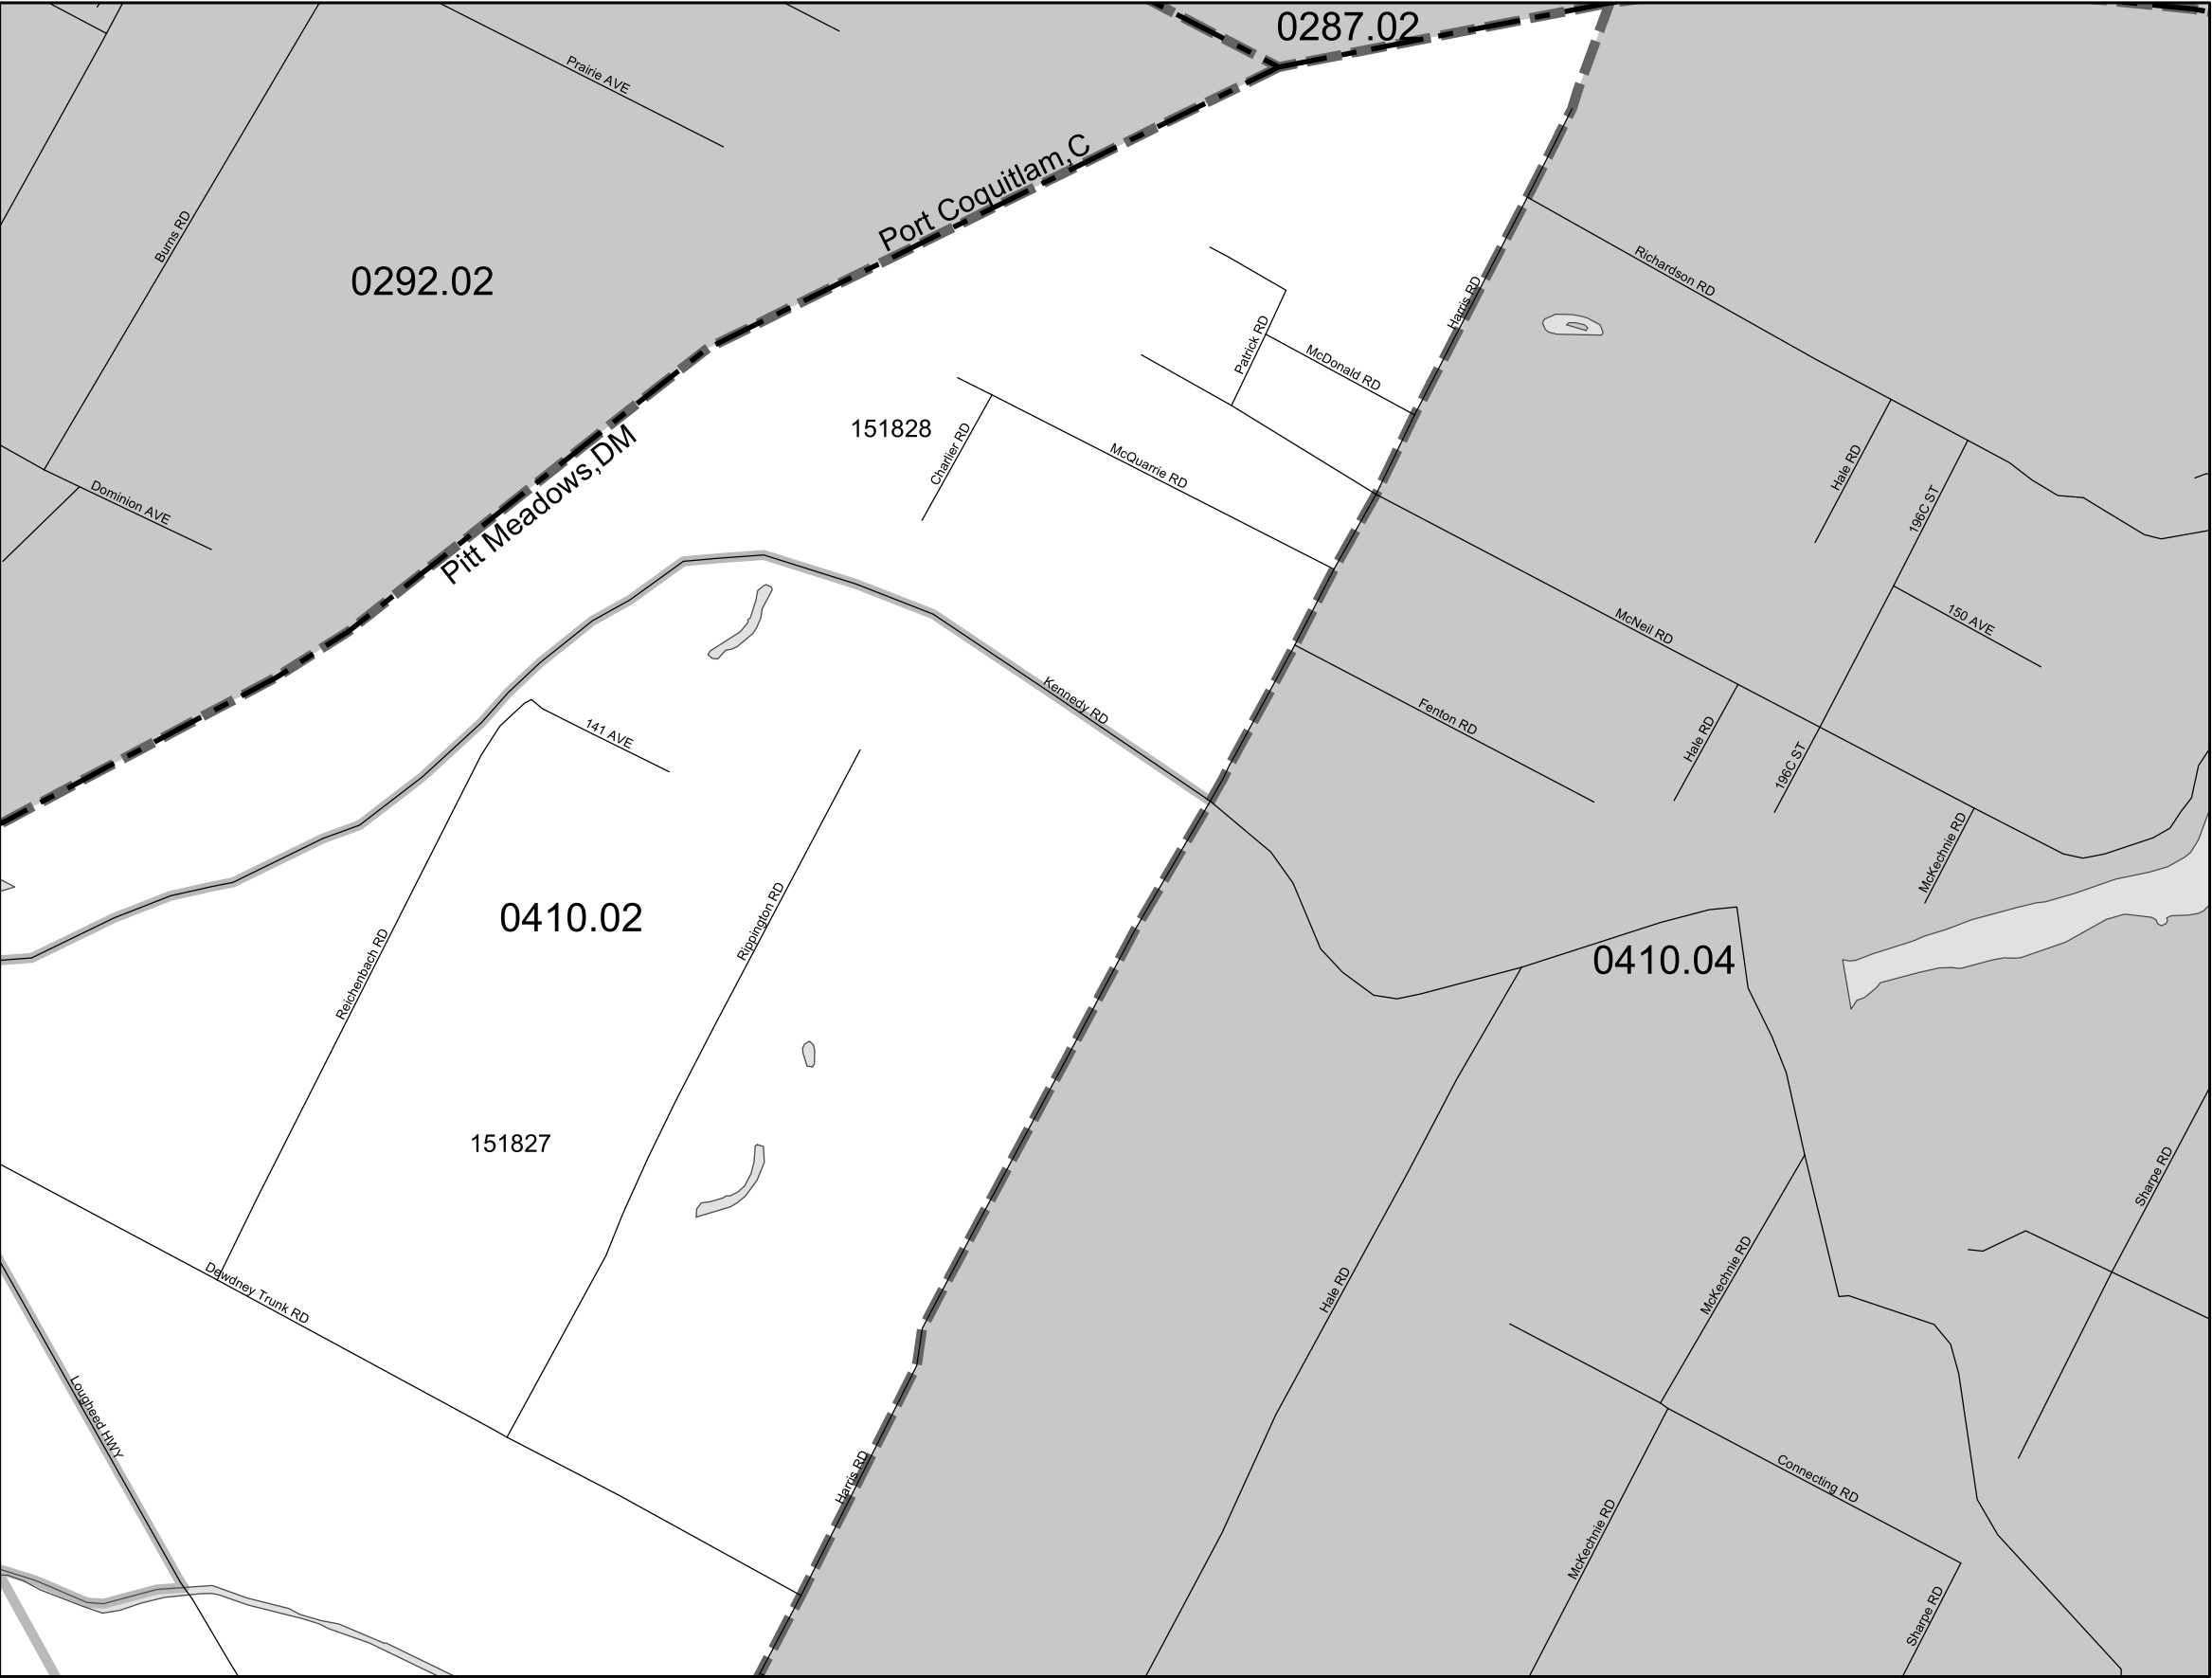 0287.02
Prairie AVE
Port Coquitlam,C
Burns RD
0292.02
Richardson RD
Harris RD
Patrick RD
McDonald RD
151828
Charlier RD
McQuarrie RD
Hale RD
196C ST
Pitt Meadows,DM
Dominion AVE
150 AVE
McNeil RD
Kennedy RD
Fenton RD
141 AVE
Hale RD
196C ST
McKechnie RD
0410.02
Rippington RD
Reichenbach RD
0410.04
151827
Sharpe RD
Dewdney Trunk RD
Hale RD
McKechnie RD
Lougheed HWY
Harris RD
Connecting RD
McKechnie RD
Sharpe RD